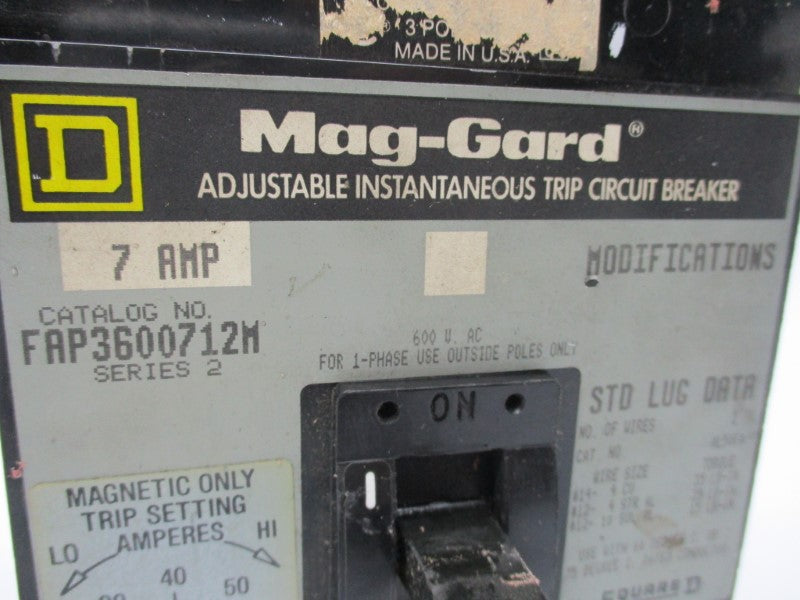 3 PO
MADE IN U.S.A.
D
Mag-Gard®
ADJUSTABLE INSTANTANEOUS TRIP CIRCUIT BREAKER
7 AMP
MODIFICATIONS
CATALOG NO.
FAP3600712M
SERIES 2
600 V. AC
FOR 1-PHASE USE OUTSIDE POLES ONLY
ON
STD LUG DATA
NO. OF WIRES
CAT. NO.
WIRE SIZE
MAGNETIC ONLY
TRIP SETTING
AMPERES
LO
HI
40
50
SQUARE D